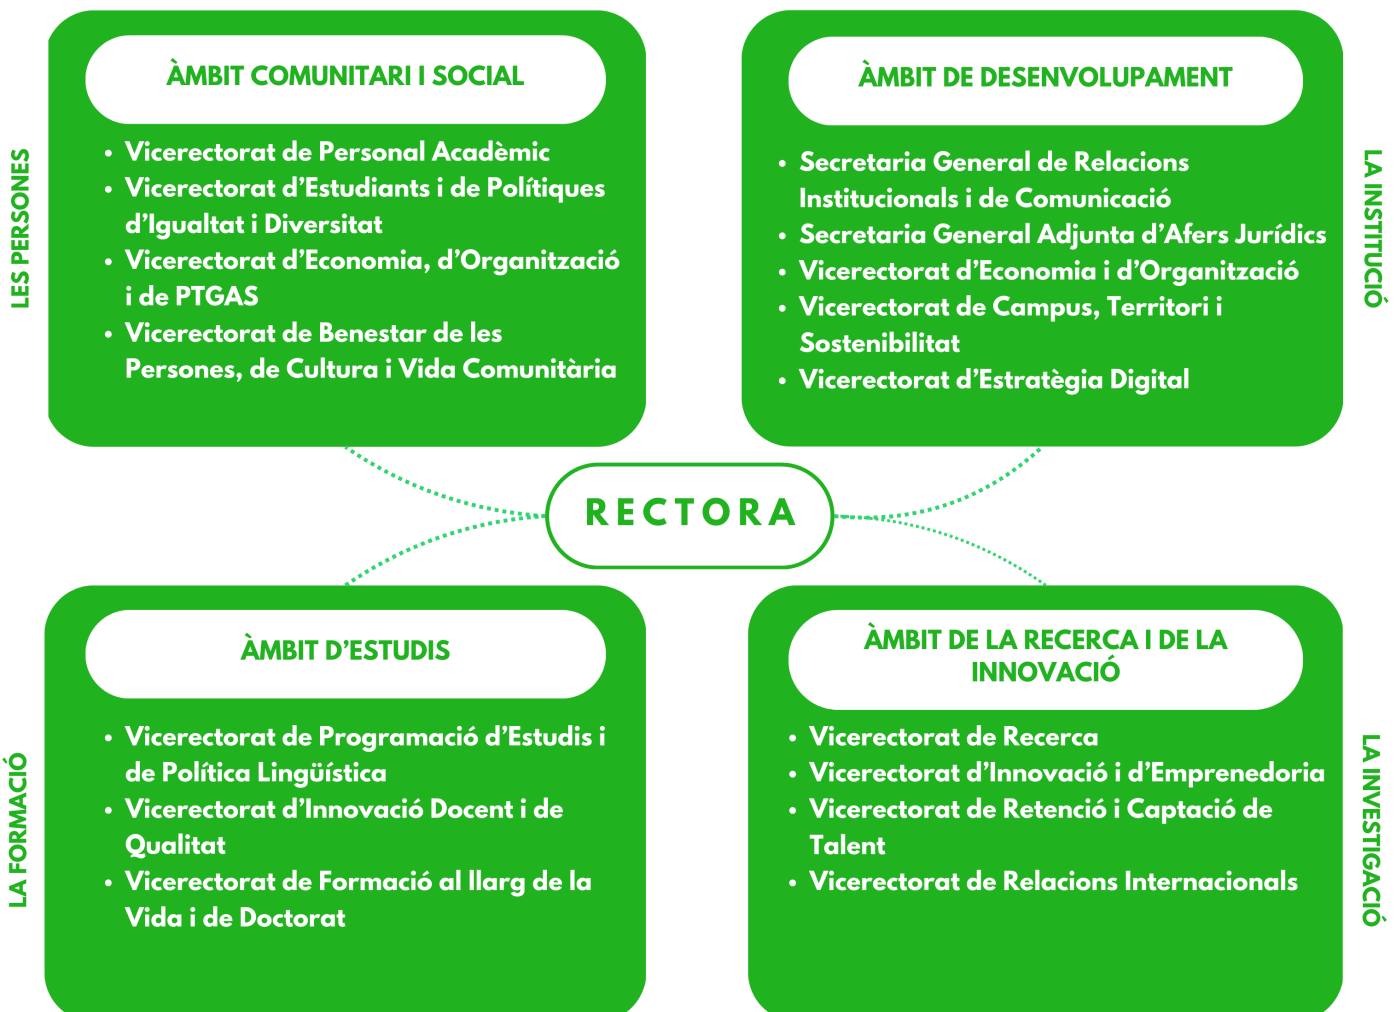 LES PERSONES
ÀMBIT COMUNITARI I SOCIAL
• Vicerectorat de Personal Acadèmic
• Vicerectorat d’Estudiants i de Polítiques
d’Igualtat i Diversitat
• Vicerectorat d’Economia, d’Organització
i de PTGAS
• Vicerectorat de Benestar de les
Persones, de Cultura i Vida Comunitària
ÀMBIT DE DESENVOLUPAMENT
• Secretaria General de Relacions
Institucionals i de Comunicació
• Secretaria General Adjunta d’Afers Jurídics
• Vicerectorat d’Economia i d’Organització
• Vicerectorat de Campus, Territori i
Sostenibilitat
• Vicerectorat d’Estratègia Digital
LA INSTITUCIÓ
RECTORA
LA FORMACIÓ
ÀMBIT D’ESTUDIS
• Vicerectorat de Programació d’Estudis i
de Política Lingüística
• Vicerectorat d’Innovació Docent i de
Qualitat
• Vicerectorat de Formació al llarg de la
Vida i de Doctorat
ÀMBIT DE LA RECERCA I DE LA
INNOVACIÓ
• Vicerectorat de Recerca
• Vicerectorat d’Innovació i d’Emprenedoria
• Vicerectorat de Retenció i Captació de
Talent
• Vicerectorat de Relacions Internacionals
LA INVESTIGACIÓ